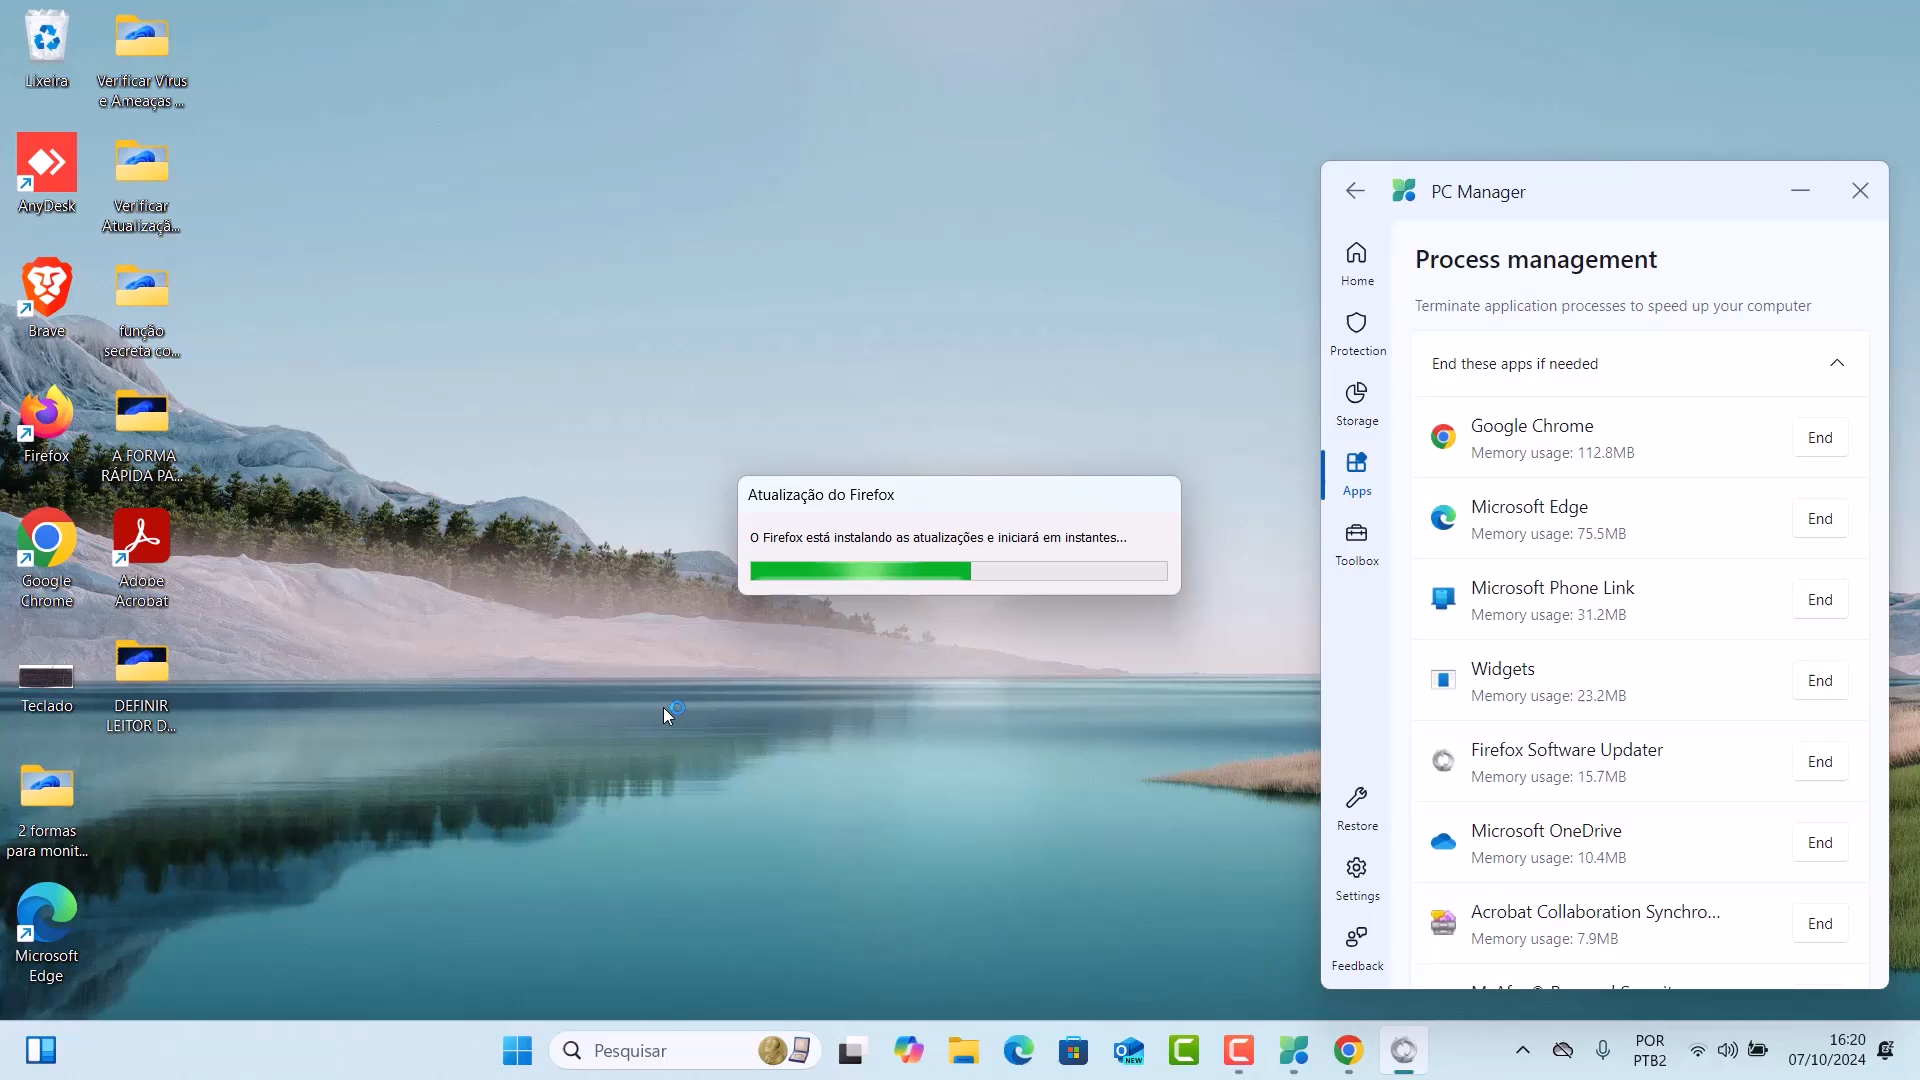 Lixeira
Verificar Vírus
e Ameaças ...
AnyDesk
Verificar
Atualizaçã...
Brave
função
secreta co...
Firefox
A FORMA
RÁPIDA PA...
Google
Chrome
Adobe
Acrobat
Teclado
DEFINIR
LEITOR D...
2 formas
para monit...
Microsoft
Edge
Atualização do Firefox
O Firefox está instalando as atualizações e iniciará em instantes...
PC Manager
Home
Protection
Storage
Apps
Toolbox
Restore
Settings
Feedback
Process management
Terminate application processes to speed up your computer
End these apps if needed
Google Chrome
Memory usage: 112.8MB
End
Microsoft Edge
Memory usage: 75.5MB
End
Microsoft Phone Link
Memory usage: 31.2MB
End
Widgets
Memory usage: 23.2MB
End
Firefox Software Updater
Memory usage: 15.7MB
End
Microsoft OneDrive
Memory usage: 10.4MB
End
Acrobat Collaboration Synchro...
Memory usage: 7.9MB
End
Pesquisar
NEW
POR
PTB2
16:20
07/10/2024